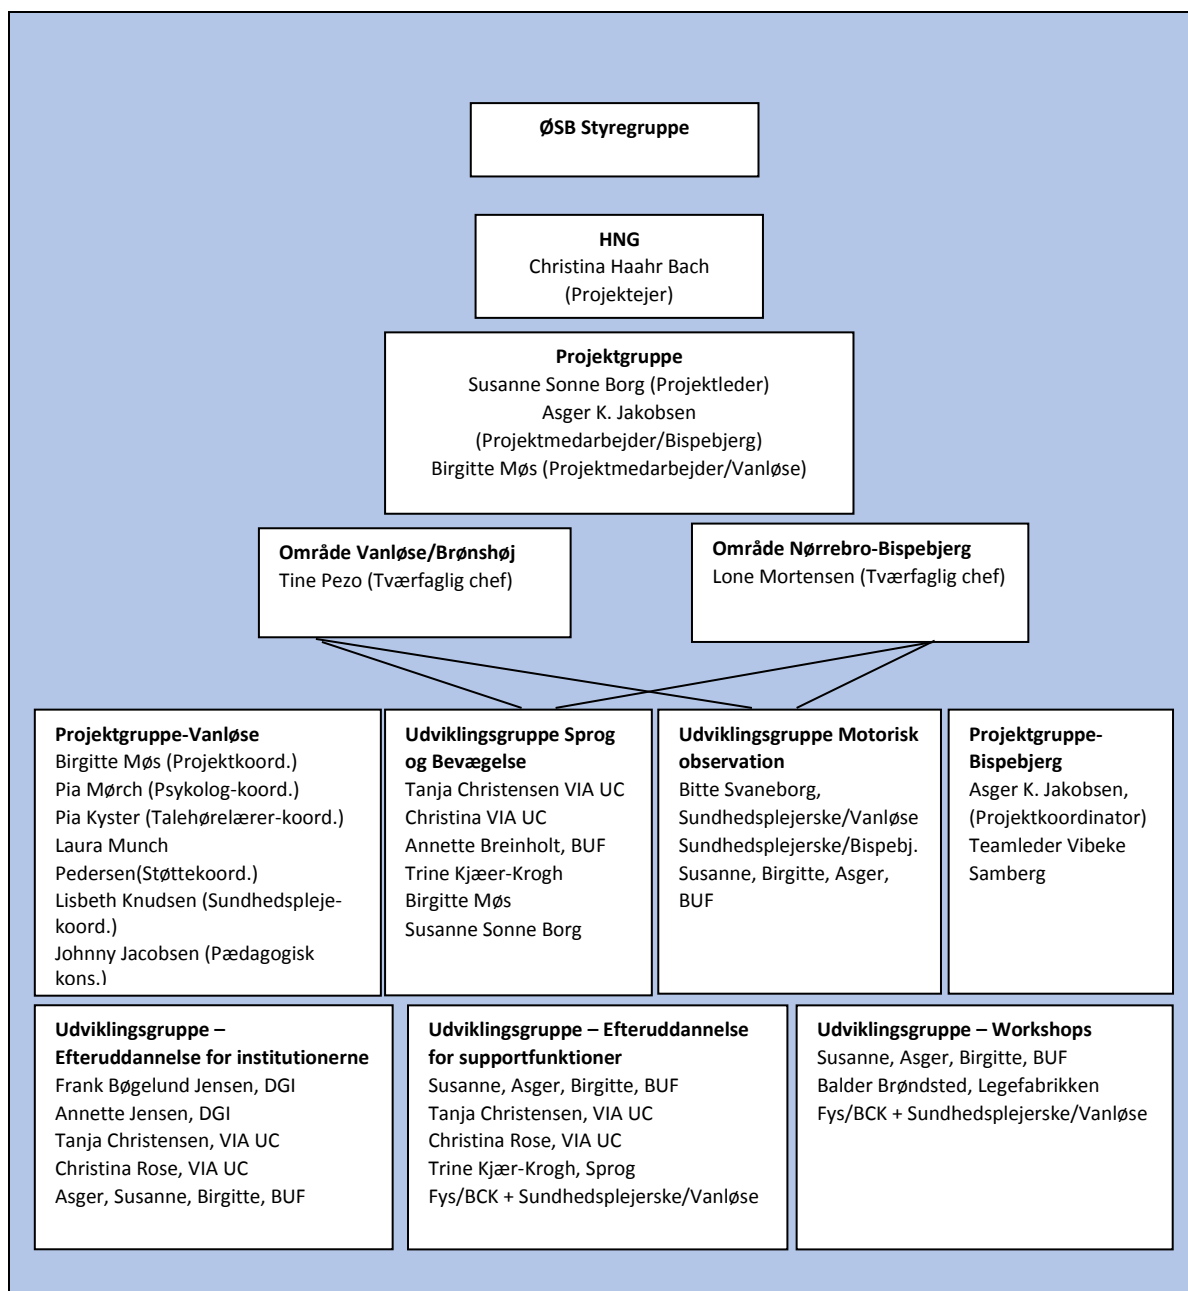 ØSB Styregruppe
HNG
Christina Haahr Bach
(Projektejer)
Projektgruppe
Susanne Sonne Borg (Projektleder)
Asger K. Jakobsen
(Projektmedarbejder/Bispebjerg)
Birgitte Møs (Projektmedarbejder/Vanløse)
Område Vanløse/Brønshøj
Tine Pezo (Tværfaglig chef)
Område Nørrebro-Bispebjerg
Lone Mortensen (Tværfaglig chef)
Projektgruppe-Vanløse
Birgitte Møs (Projektkoord.)
Pia Mørch (Psykolog-koord.)
Pia Kyster (Talehørelærer-koord.)
Laura Munch
Pedersen(Støttekoord.)
Lisbeth Knudsen (Sundhedspleje-
koord.)
Johnny Jacobsen (Pædagogisk
kons.)
Udviklingsgruppe Sprog
og Bevægelse
Tanja Christensen VIA UC
Christina VIA UC
Annette Breinholt, BUF
Trine Kjæer-Krogh
Birgitte Møs
Susanne Sonne Borg
Udviklingsgruppe Motorisk
observation
Bitte Svaneborg,
Sundhedsplejerske/Vanløse
Sundhedsplejerske/Bispebj.
Susanne, Birgitte, Asger,
BUF
Projektgruppe-
Bispebjerg
Asger K. Jakobsen,
(Projektkoordinator)
Teamleder Vibeke
Samberg
Udviklingsgruppe –
Efteruddannelse for institutionerne
Frank Bøgelund Jensen, DGI
Annette Jensen, DGI
Tanja Christensen, VIA UC
Christina Rose, VIA UC
Asger, Susanne, Birgitte, BUF
Udviklingsgruppe – Efteruddannelse
for supportfunktioner
Susanne, Asger, Birgitte, BUF
Tanja Christensen, VIA UC
Christina Rose, VIA UC
Trine Kjær-Krogh, Sprog
Fys/BCK + Sundhedsplejerske/Vanløse
Udviklingsgruppe – Workshops
Susanne, Asger, Birgitte, BUF
Balder Brøndsted, Legefabrikken
Fys/BCK + Sundhedsplejerske/Vanløse